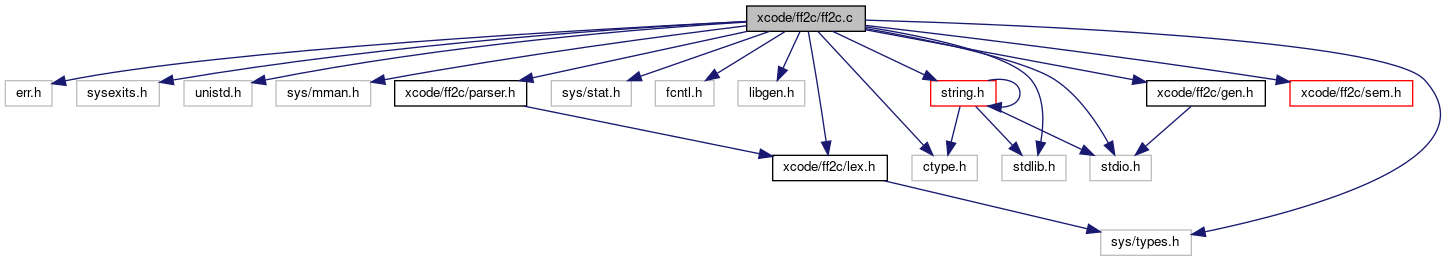 xcode/ff2c/ff2c.c
err.h
sysexits.h
unistd.h
sys/mman.h
xcode/ff2c/parser.h
sys/stat.h
fcntl.h
libgen.h
string.h
xcode/ff2c/gen.h
xcode/ff2c/sem.h
xcode/ff2c/lex.h
ctype.h
stdlib.h
stdio.h
sys/types.h